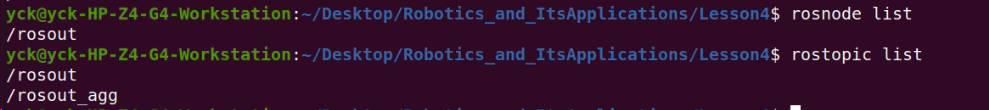 yck@yck-HP-Z4-G4-Workstation:~/Desktop/Robotics_and_ItsApplications/Lesson4$ rosnode list
/rosout
yck@yck-HP-Z4-G4-Workstation:~/Desktop/Robotics_and_ItsApplications/Lesson4$ rostopic list
/rosout
/rosout_agg